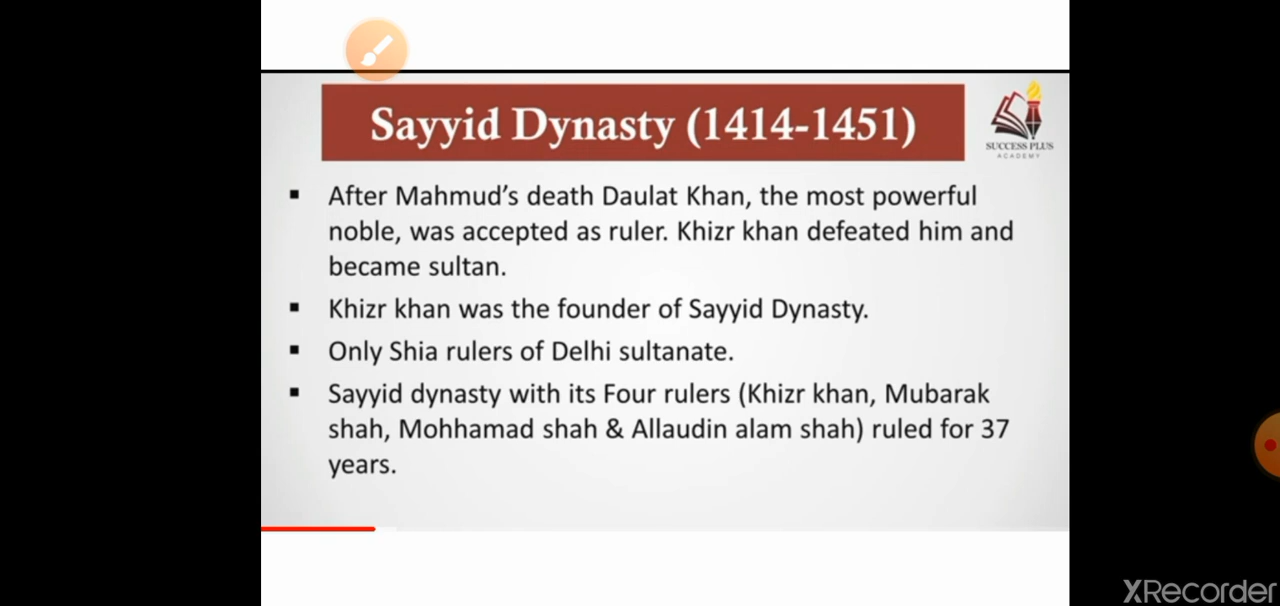 Sayyid Dynasty (1414-1451)
SUCCESS PLUS
ACADEMY
▪ After Mahmud’s death Daulat Khan, the most powerful
noble, was accepted as ruler. Khizr khan defeated him and
became sultan.
▪ Khizr khan was the founder of Sayyid Dynasty.
▪ Only Shia rulers of Delhi sultanate.
▪ Sayyid dynasty with its Four rulers (Khizr khan, Mubarak
shah, Mohhamad shah & Allaudin alam shah) ruled for 37
years.
XRecorder